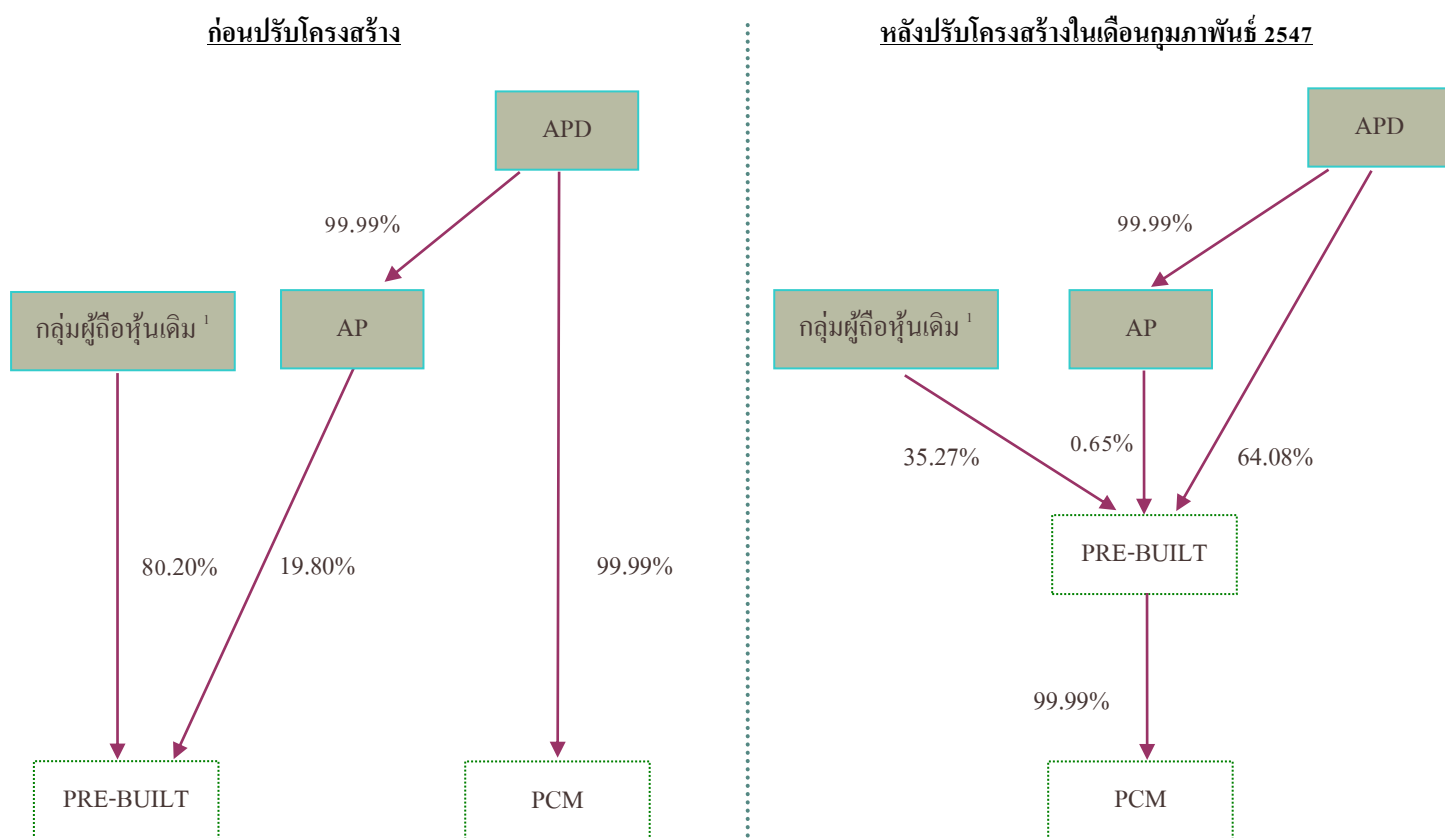 ก่อนปรับโครงสร้าง
APD
99.99%
กลุ่มผู้ถือหุ้นเดิม 1
AP
80.20%
19.80%
99.99%
PRE-BUILT
PCM
หลังปรับโครงสร้างในเดือนกุมภาพันธ์ 2547
APD
99.99%
กลุ่มผู้ถือหุ้นเดิม 1
AP
35.27%
0.65%
64.08%
PRE-BUILT
99.99%
PCM